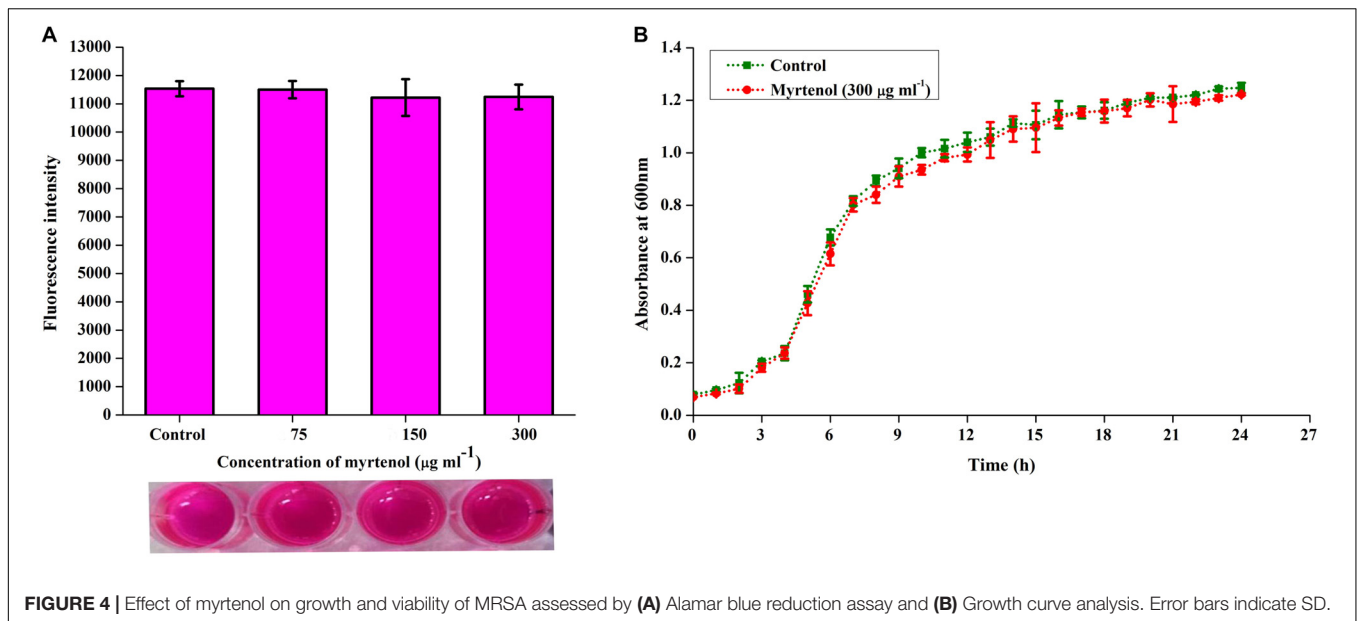 A
13000
12000
11000
10000
9000
8000
7000
6000
5000
4000
3000
2000
1000
0
Fluorescence intensity
Control 75 150 300
Concentration of myrtenol (µg ml⁻¹)
B
1.4
1.2
1.0
0.8
0.6
0.4
0.2
0.0
Absorbance at 600nm
Control
Myrtenol (300 µg ml⁻¹)
0 3 6 9 12 15 18 21 24 27
Time (h)
FIGURE 4 | Effect of myrtenol on growth and viability of MRSA assessed by (A) Alamar blue reduction assay and (B) Growth curve analysis. Error bars indicate SD.